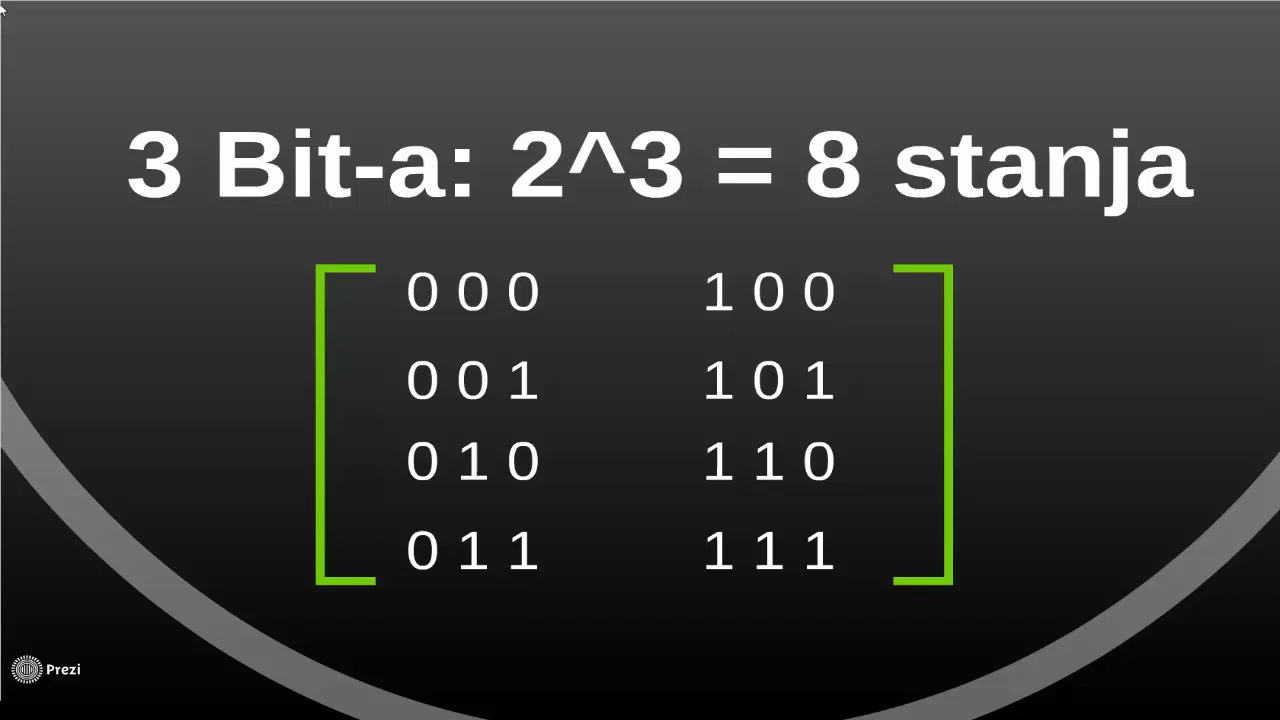 3 Bit-a: 2^3 = 8 stanja
0 0 0 1 0 0
0 0 1 1 0 1
0 1 0 1 1 0
0 1 1 1 1 1
Prezi